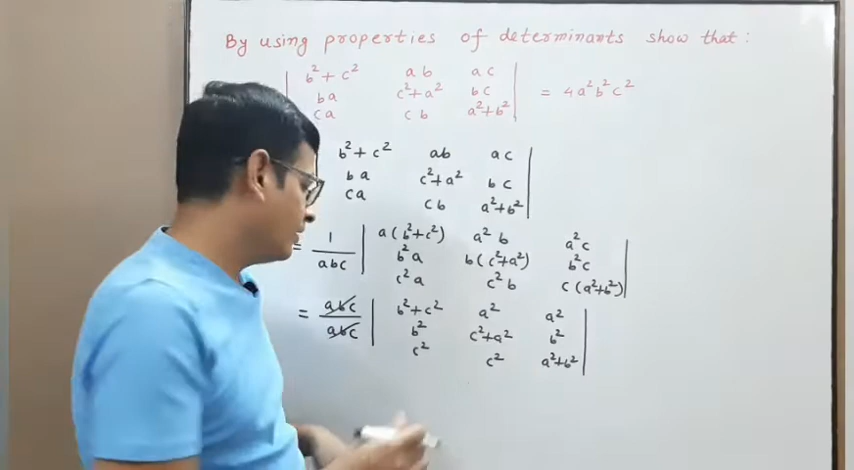 By using properties of determinants show that :
| b² + c² ab ac |
ba c² + a² bc = 4a²b²c²
ca cb a² + b²
b² + c² ab ac |
ba c² + a² bc
ca cb a² + b²
= 1/abc | a(b² + c²) a²b a²c |
b²a b(c² + a²) b²c
c²a c²b c(a² + b²)
= abc/abc | b² + c² a² a² |
b² c² + a² b²
c² c² a² + b²